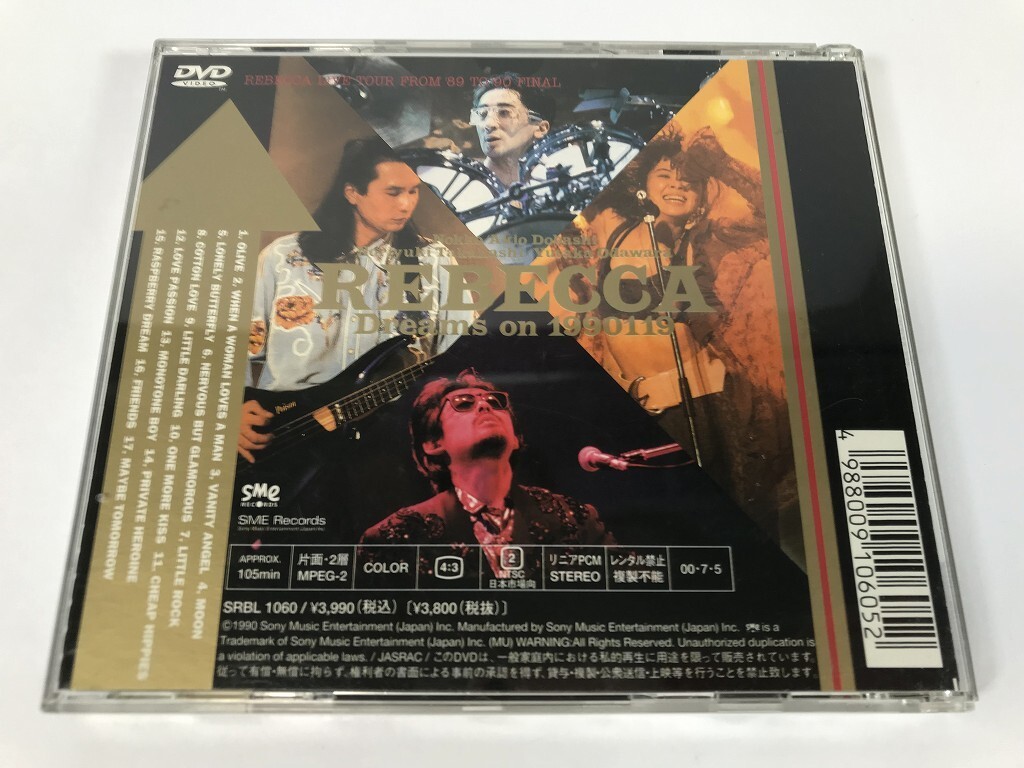 DVD
VIDEO
REBECCA LIVE TOUR FROM '89 TO '90 FINAL
REBECCA
Dreams on 19901119
1. OLIVE 2. WHEN A WOMAN LOVES A MAN 3. VANITY ANGEL 4. MOON
5. LONELY BUTTERFLY 6. NERVOUS BUT GLAMOROUS 7. LITTLE ROCK
8. COTTON LOVE 9. LITTLE DARLING 10. ONE MORE KISS 11. CHEAP HIPPIES
12. LOVE PASSION 13. MONOTONE BOY 14. PRIVATE HEROINE
15. RASPBERRY DREAM 16. FRIENDS 17. MAYBE TOMORROW
sme
RECORDS
SME Records
Sony Music Entertainment (Japan) Inc.
APPROX. 105min
片面・2層 MPEG-2
COLOR
4:3
2 NTSC 日本市場向
リニアPCM STEREO
レンタル禁止 複製不能
00・7・5
SRBL 1060 / ¥3,990(税込) [¥3,800(税抜)]
©1990 Sony Music Entertainment (Japan) Inc. Manufactured by Sony Music Entertainment (Japan) Inc. is a
Trademark of Sony Music Entertainment (Japan) Inc. (MU) WARNING:All Rights Reserved. Unauthorized duplication is
a violation of applicable laws. / JASRAC / このDVDは、一般家庭内における私的再生に用途を限って販売されています。
従って有償・無償に拘らず、権利者の書面による事前の承認を得ず、貸与・複製・公衆送信・上映等を行うことを禁止致します。
4 988009 106052